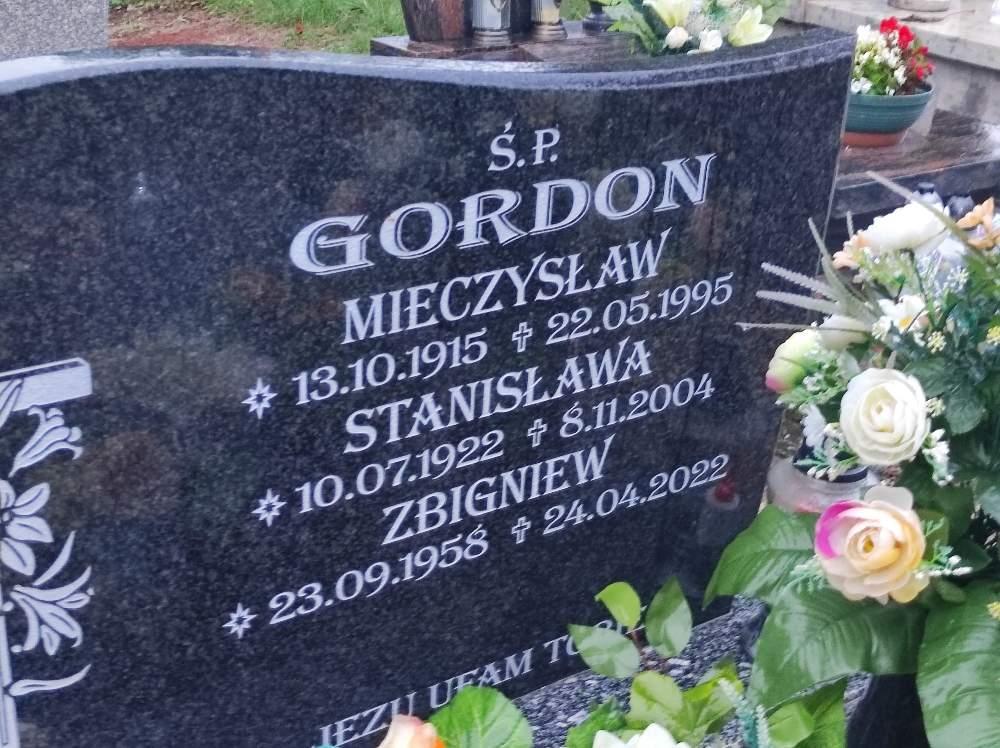 Ś.P.
GORDON
MIECZYSŁAW
* 13.10.1915 ✝ 22.05.1995
STANISŁAWA
* 10.07.1922 ✝ 8.11.2004
ZBIGNIEW
* 23.09.1958 ✝ 24.04.2022
JEZU UFAM TOBIE